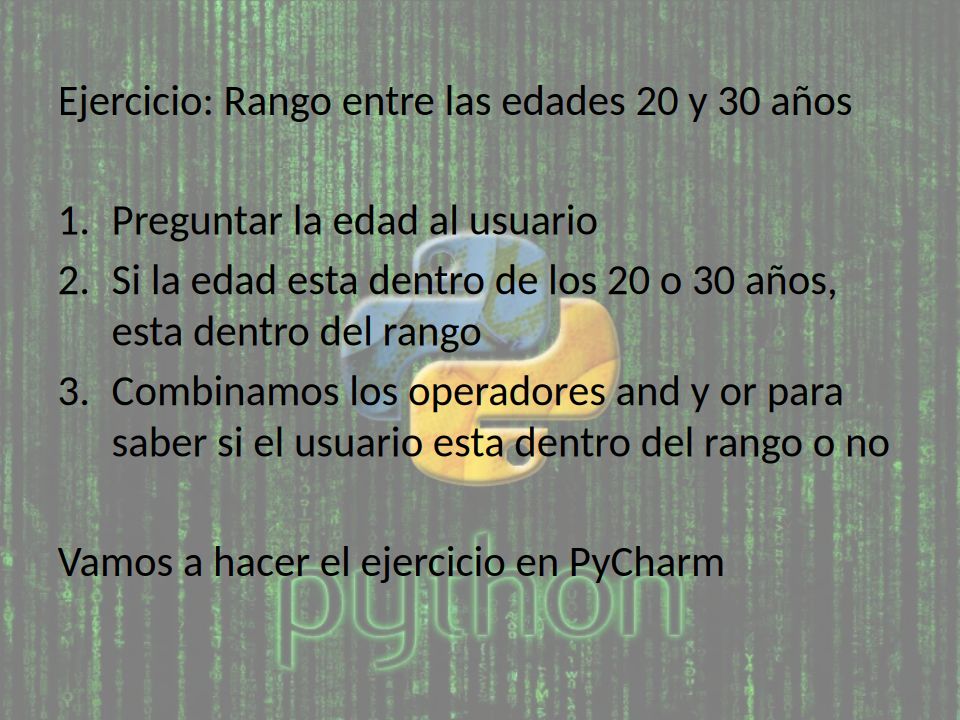 Ejercicio: Rango entre las edades 20 y 30 años
1. Preguntar la edad al usuario
2. Si la edad esta dentro de los 20 o 30 años,
esta dentro del rango
3. Combinamos los operadores and y or para
saber si el usuario esta dentro del rango o no
Vamos a hacer el ejercicio en PyCharm
python